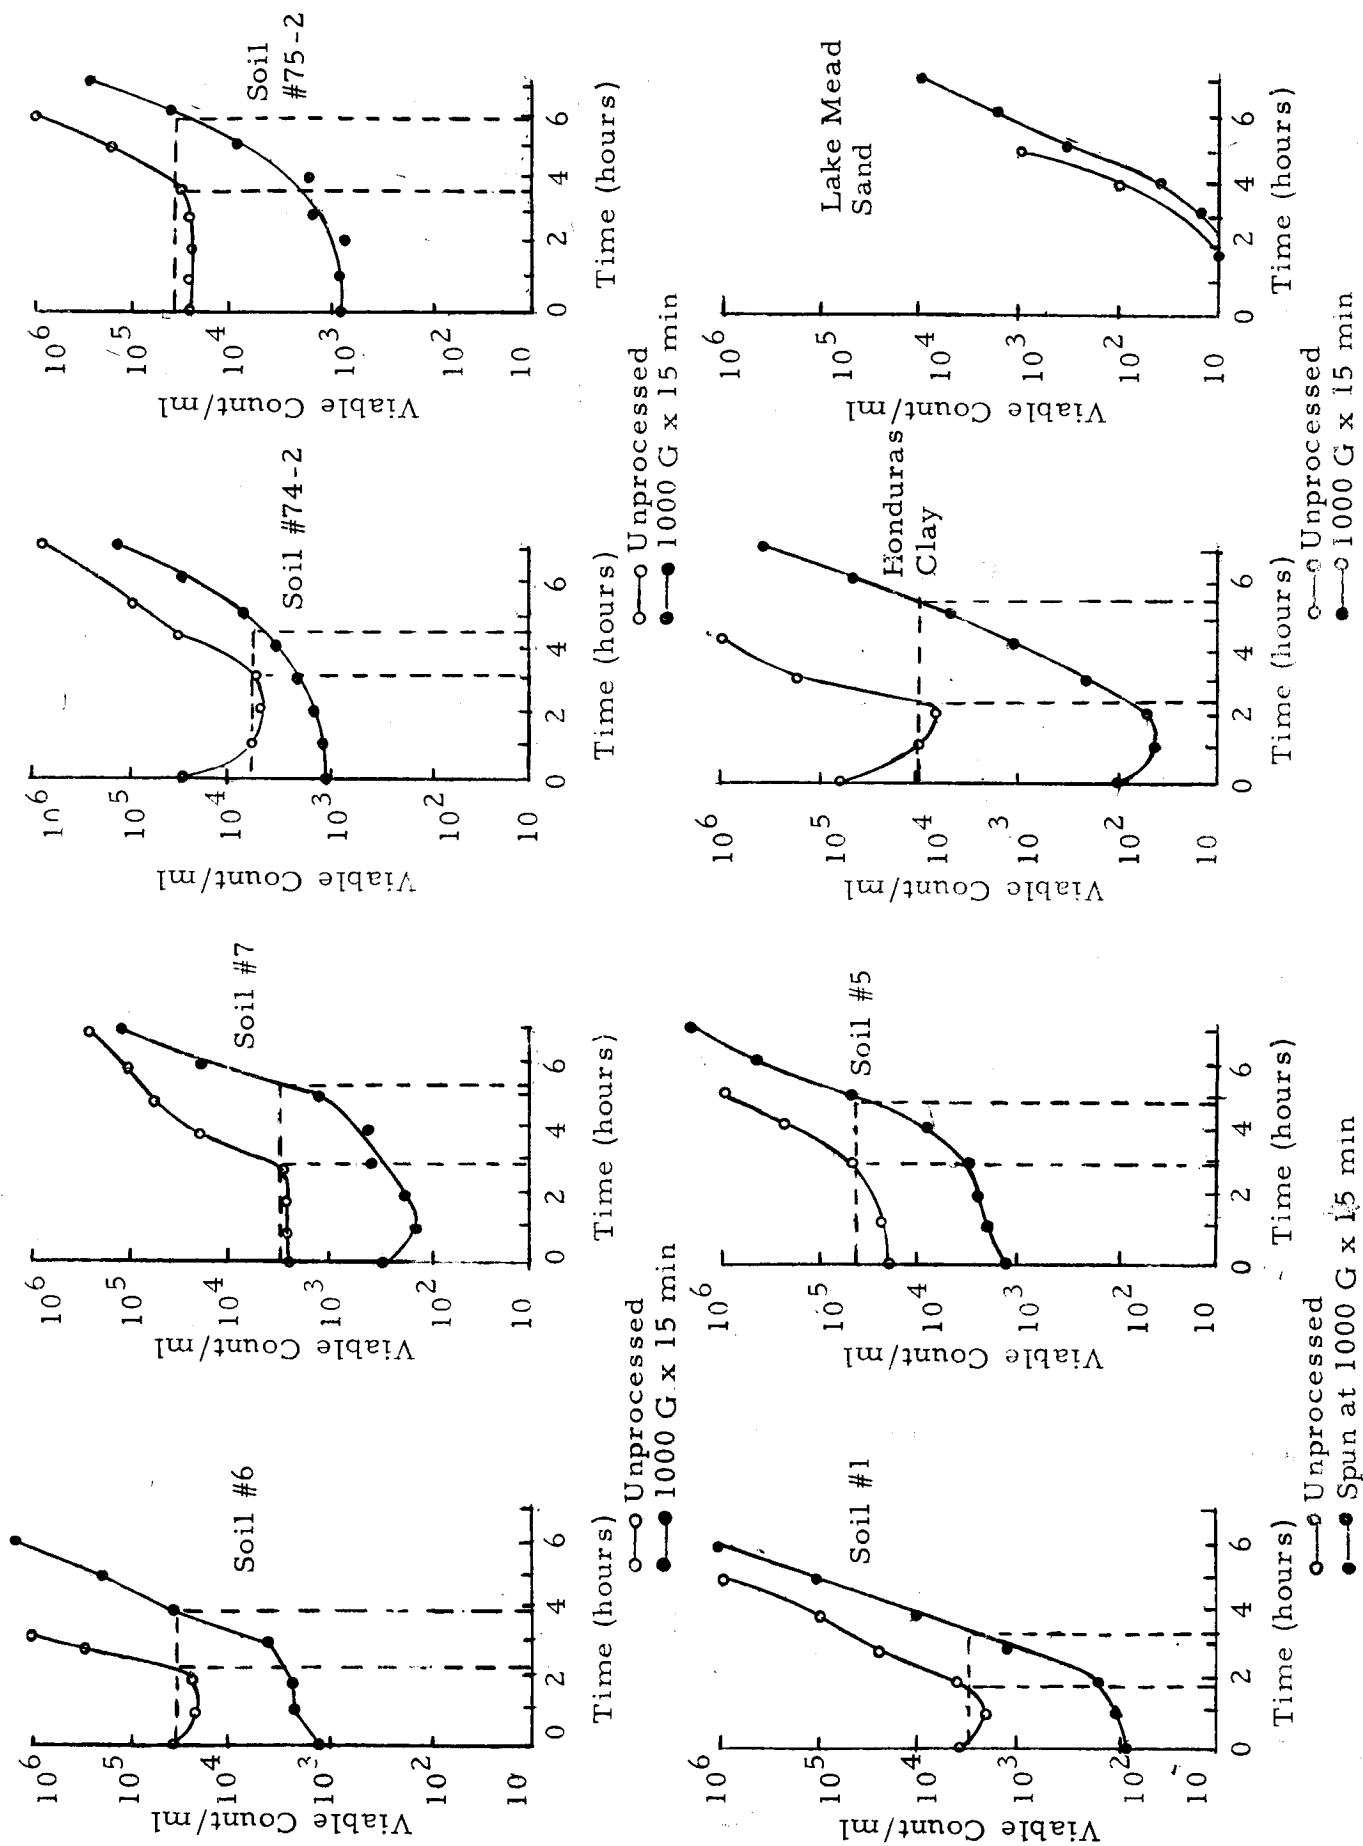 Viable Count/ml
10^6
10^5
10^4
10^3
10^2
10
0
2
4
6
Time (hours)
Soil #6
Viable Count/ml
10^6
10^5
10^4
10^3
10^2
10
0
2
4
6
Time (hours)
Soil #7
Unprocessed
1000 G x 15 min
Viable Count/ml
10^6
10^5
10^4
10^3
10^2
10
0
2
4
6
Time (hours)
Soil #74-2
Viable Count/ml
10^6
10^5
10^4
10^3
10^2
10
0
2
4
6
Time (hours)
Soil
#75-2
Unprocessed
1000 G x 15 min
Viable Count/ml
10^6
10^5
10^4
10^3
10^2
10
0
2
4
6
Time (hours)
Soil #1
Viable Count/ml
10^6
10^5
10^4
10^3
10^2
10
0
2
4
6
Time (hours)
Soil #5
Unprocessed
Spun at 1000 G x 15 min
Viable Count/ml
10^6
10^5
10^4
10^3
10^2
10
0
2
4
6
Time (hours)
Honduras
Clay
Viable Count/ml
10^6
10^5
10^4
10^3
10^2
10
0
2
4
6
Time (hours)
Lake Mead
Sand
Unprocessed
1000 G x 15 min